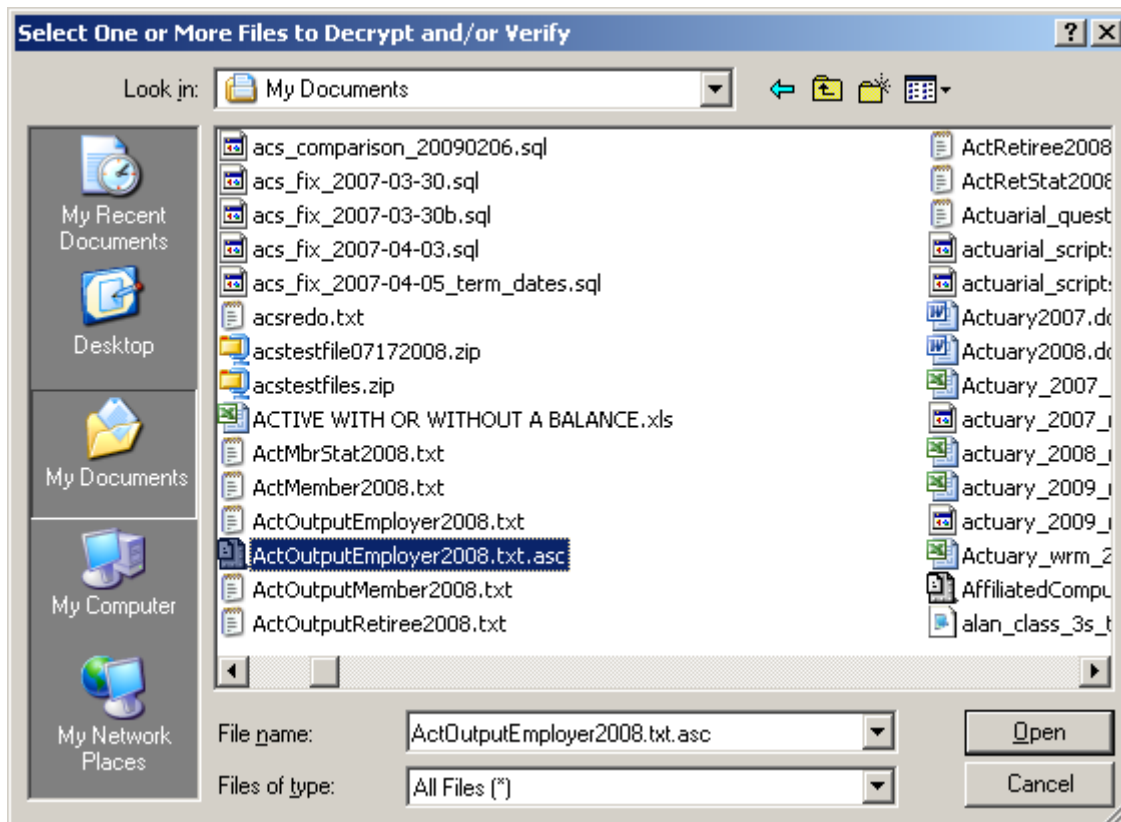 Select One or More Files to Decrypt and/or Verify
Look in:
My Documents
My Recent
Documents
Desktop
My Documents
My Computer
My Network
Places
acs_comparison_20090206.sql
acs_fix_2007-03-30.sql
acs_fix_2007-03-30b.sql
acs_fix_2007-04-03.sql
acs_fix_2007-04-05_term_dates.sql
acsredo.txt
acstestfile07172008.zip
acstestfiles.zip
ACTIVE WITH OR WITHOUT A BALANCE.xls
ActMbrStat2008.txt
ActMember2008.txt
ActOutputEmployer2008.txt
ActOutputEmployer2008.txt.asc
ActOutputMember2008.txt
ActOutputRetiree2008.txt
ActRetiree2008
ActRetStat2008
Actuarial_quest
actuarial_script
actuarial_script
Actuary2007.do
Actuary2008.do
Actuary_2007_
actuary_2007_
actuary_2008_
actuary_2009_
actuary_2009_
Actuary_wrm_2
AffiliatedCompu
alan_class_3s_t
File name:
ActOutputEmployer2008.txt.asc
Open
Files of type:
All Files (*)
Cancel